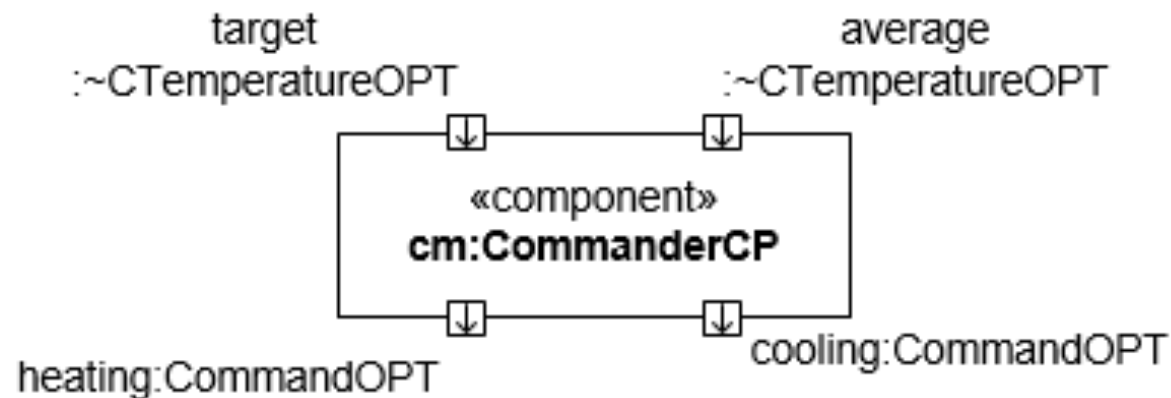 target
:~CTemperatureOPT
average
:~CTemperatureOPT
«component»
cm:CommanderCP
heating:CommandOPT
cooling:CommandOPT